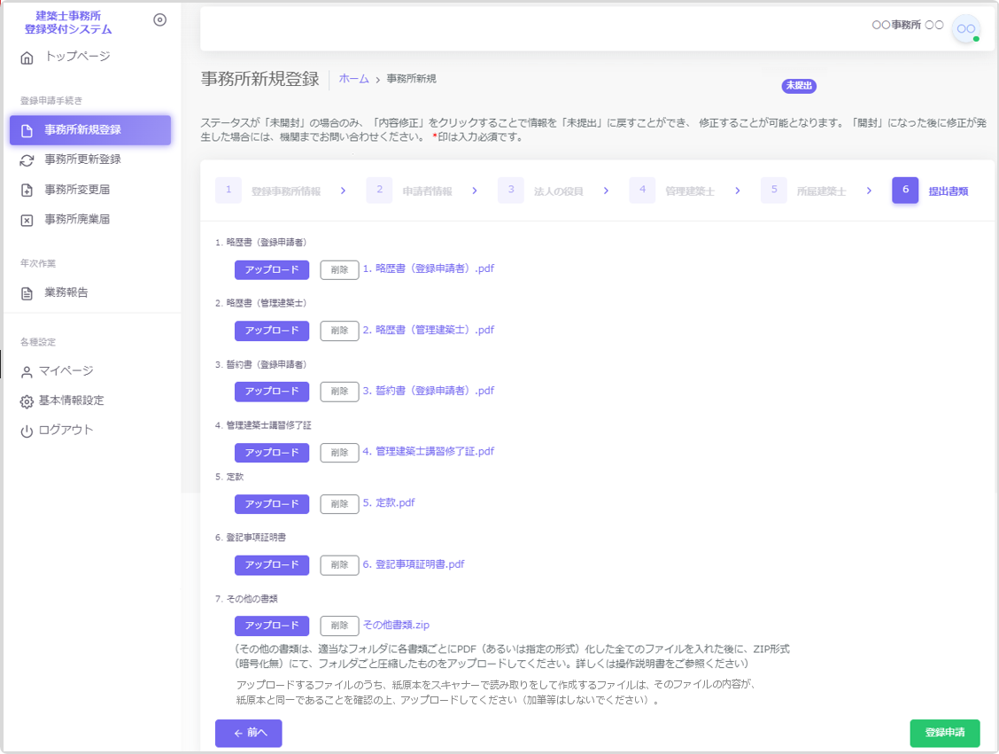 建築士事務所
登録受付システム
トップページ
登録申請手続き
事務所新規登録
事務所更新登録
事務所変更届
事務所廃業届
年次作業
業務報告
各種設定
マイページ
基本情報設定
ログアウト
〇〇事務所 〇〇
〇〇
事務所新規登録 ホーム › 事務所新規
未提出
ステータスが「未開封」の場合のみ、「内容修正」をクリックすることで情報を「未提出」に戻すことができ、 修正することが可能となります。「開封」になった後に修正が発
生した場合には、機関までお問い合わせください。 *印は入力必須です。
1 登録事務所情報 › 2 申請者情報 › 3 法人の役員 › 4 管理建築士 › 5 所属建築士 › 6 提出書類
1. 略歴書（登録申請者）
アップロード 削除 1. 略歴書（登録申請者）.pdf
2. 略歴書（管理建築士）
アップロード 削除 2. 略歴書（管理建築士）.pdf
3. 誓約書（登録申請者）
アップロード 削除 3. 誓約書（登録申請者）.pdf
4. 管理建築士講習修了証
アップロード 削除 4. 管理建築士講習修了証.pdf
5. 定款
アップロード 削除 5. 定款.pdf
6. 登記事項証明書
アップロード 削除 6. 登記事項証明書.pdf
7. その他の書類
アップロード 削除 その他書類.zip
（その他の書類は、適当なフォルダに各書類ごとにPDF（あるいは指定の形式）化した全てのファイルを入れた後に、ZIP形式
（暗号化無）にて、フォルダごと圧縮したものをアップロードしてください。詳しくは操作説明書をご参照ください）
アップロードするファイルのうち、紙原本をスキャナーで読み取りをして作成するファイルは、そのファイルの内容が、
紙原本と同一であることを確認の上、アップロードしてください（加筆等はしないでください）。
← 前へ
登録申請